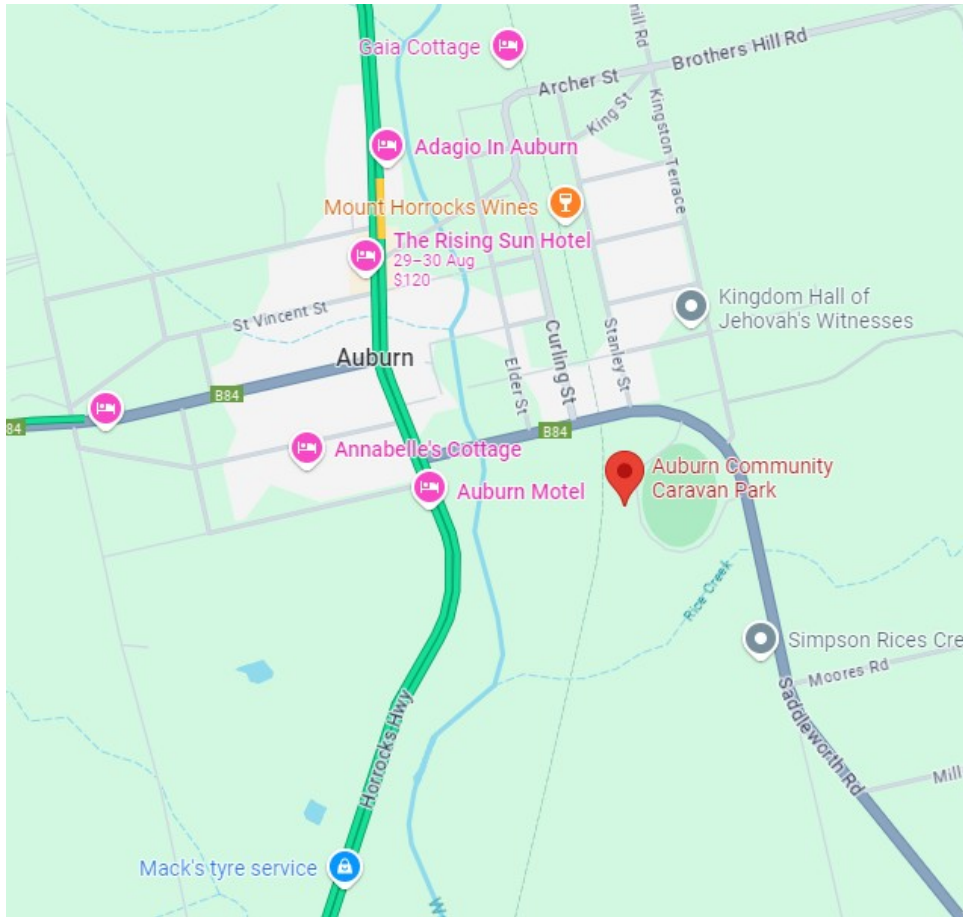 Gaia Cottage
Archer St
Brothers Hill Rd
King St
Kingston Terrace
Adagio In Auburn
Mount Horrocks Wines
The Rising Sun Hotel
29–30 Aug
$120
Kingdom Hall of
Jehovah's Witnesses
St Vincent St
Curling St
Stanley St
Elder St
Auburn
B84
84
B84
Annabelle's Cottage
Auburn Motel
Auburn Community
Caravan Park
Rice Creek
Simpson Rices Cre
Moores Rd
Saddleworth Rd
Horrocks Hwy
Mill
Mack's tyre service